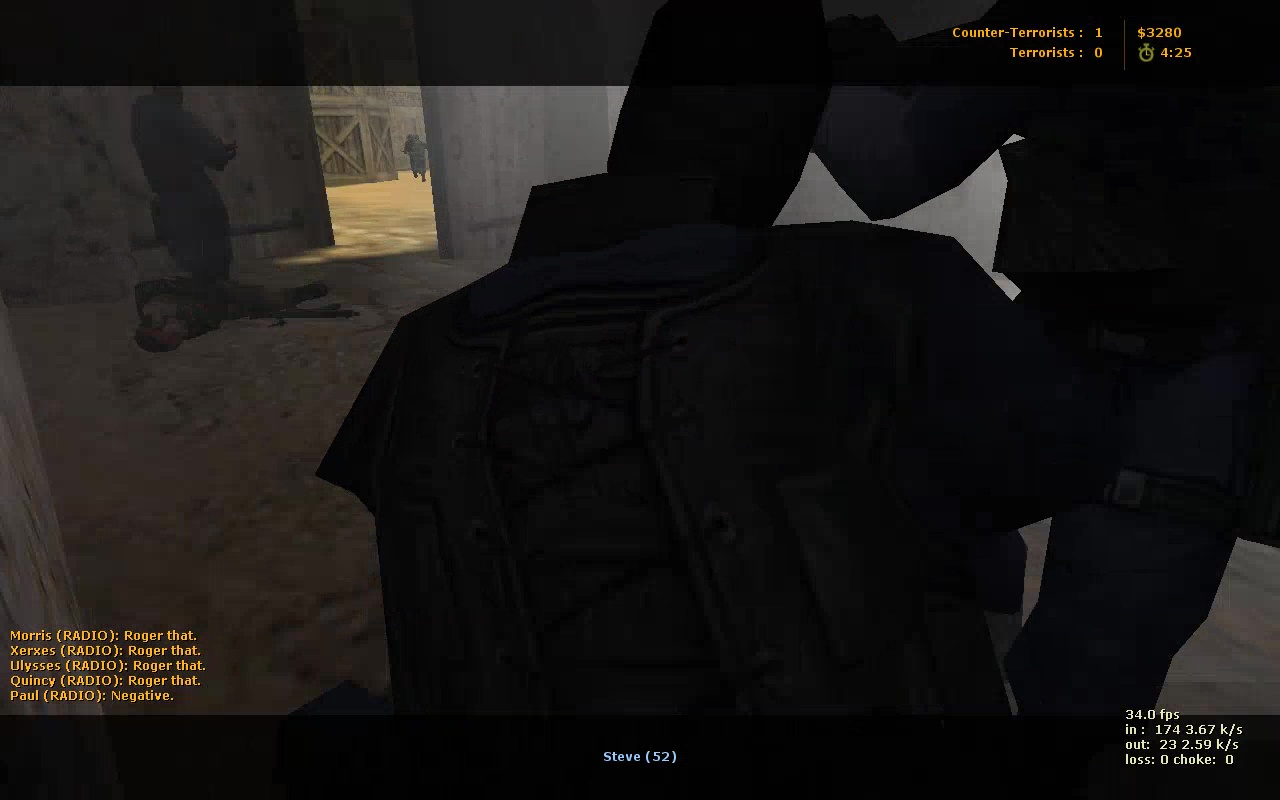 Counter-Terrorists : 1 $3280
Terrorists : 0 4:25
Morris (RADIO): Roger that.
Xerxes (RADIO): Roger that.
Ulysses (RADIO): Roger that.
Quincy (RADIO): Roger that.
Paul (RADIO): Negative.
34.0 fps
in : 174 3.67 k/s
out: 23 2.59 k/s
loss: 0 choke: 0
Steve (52)